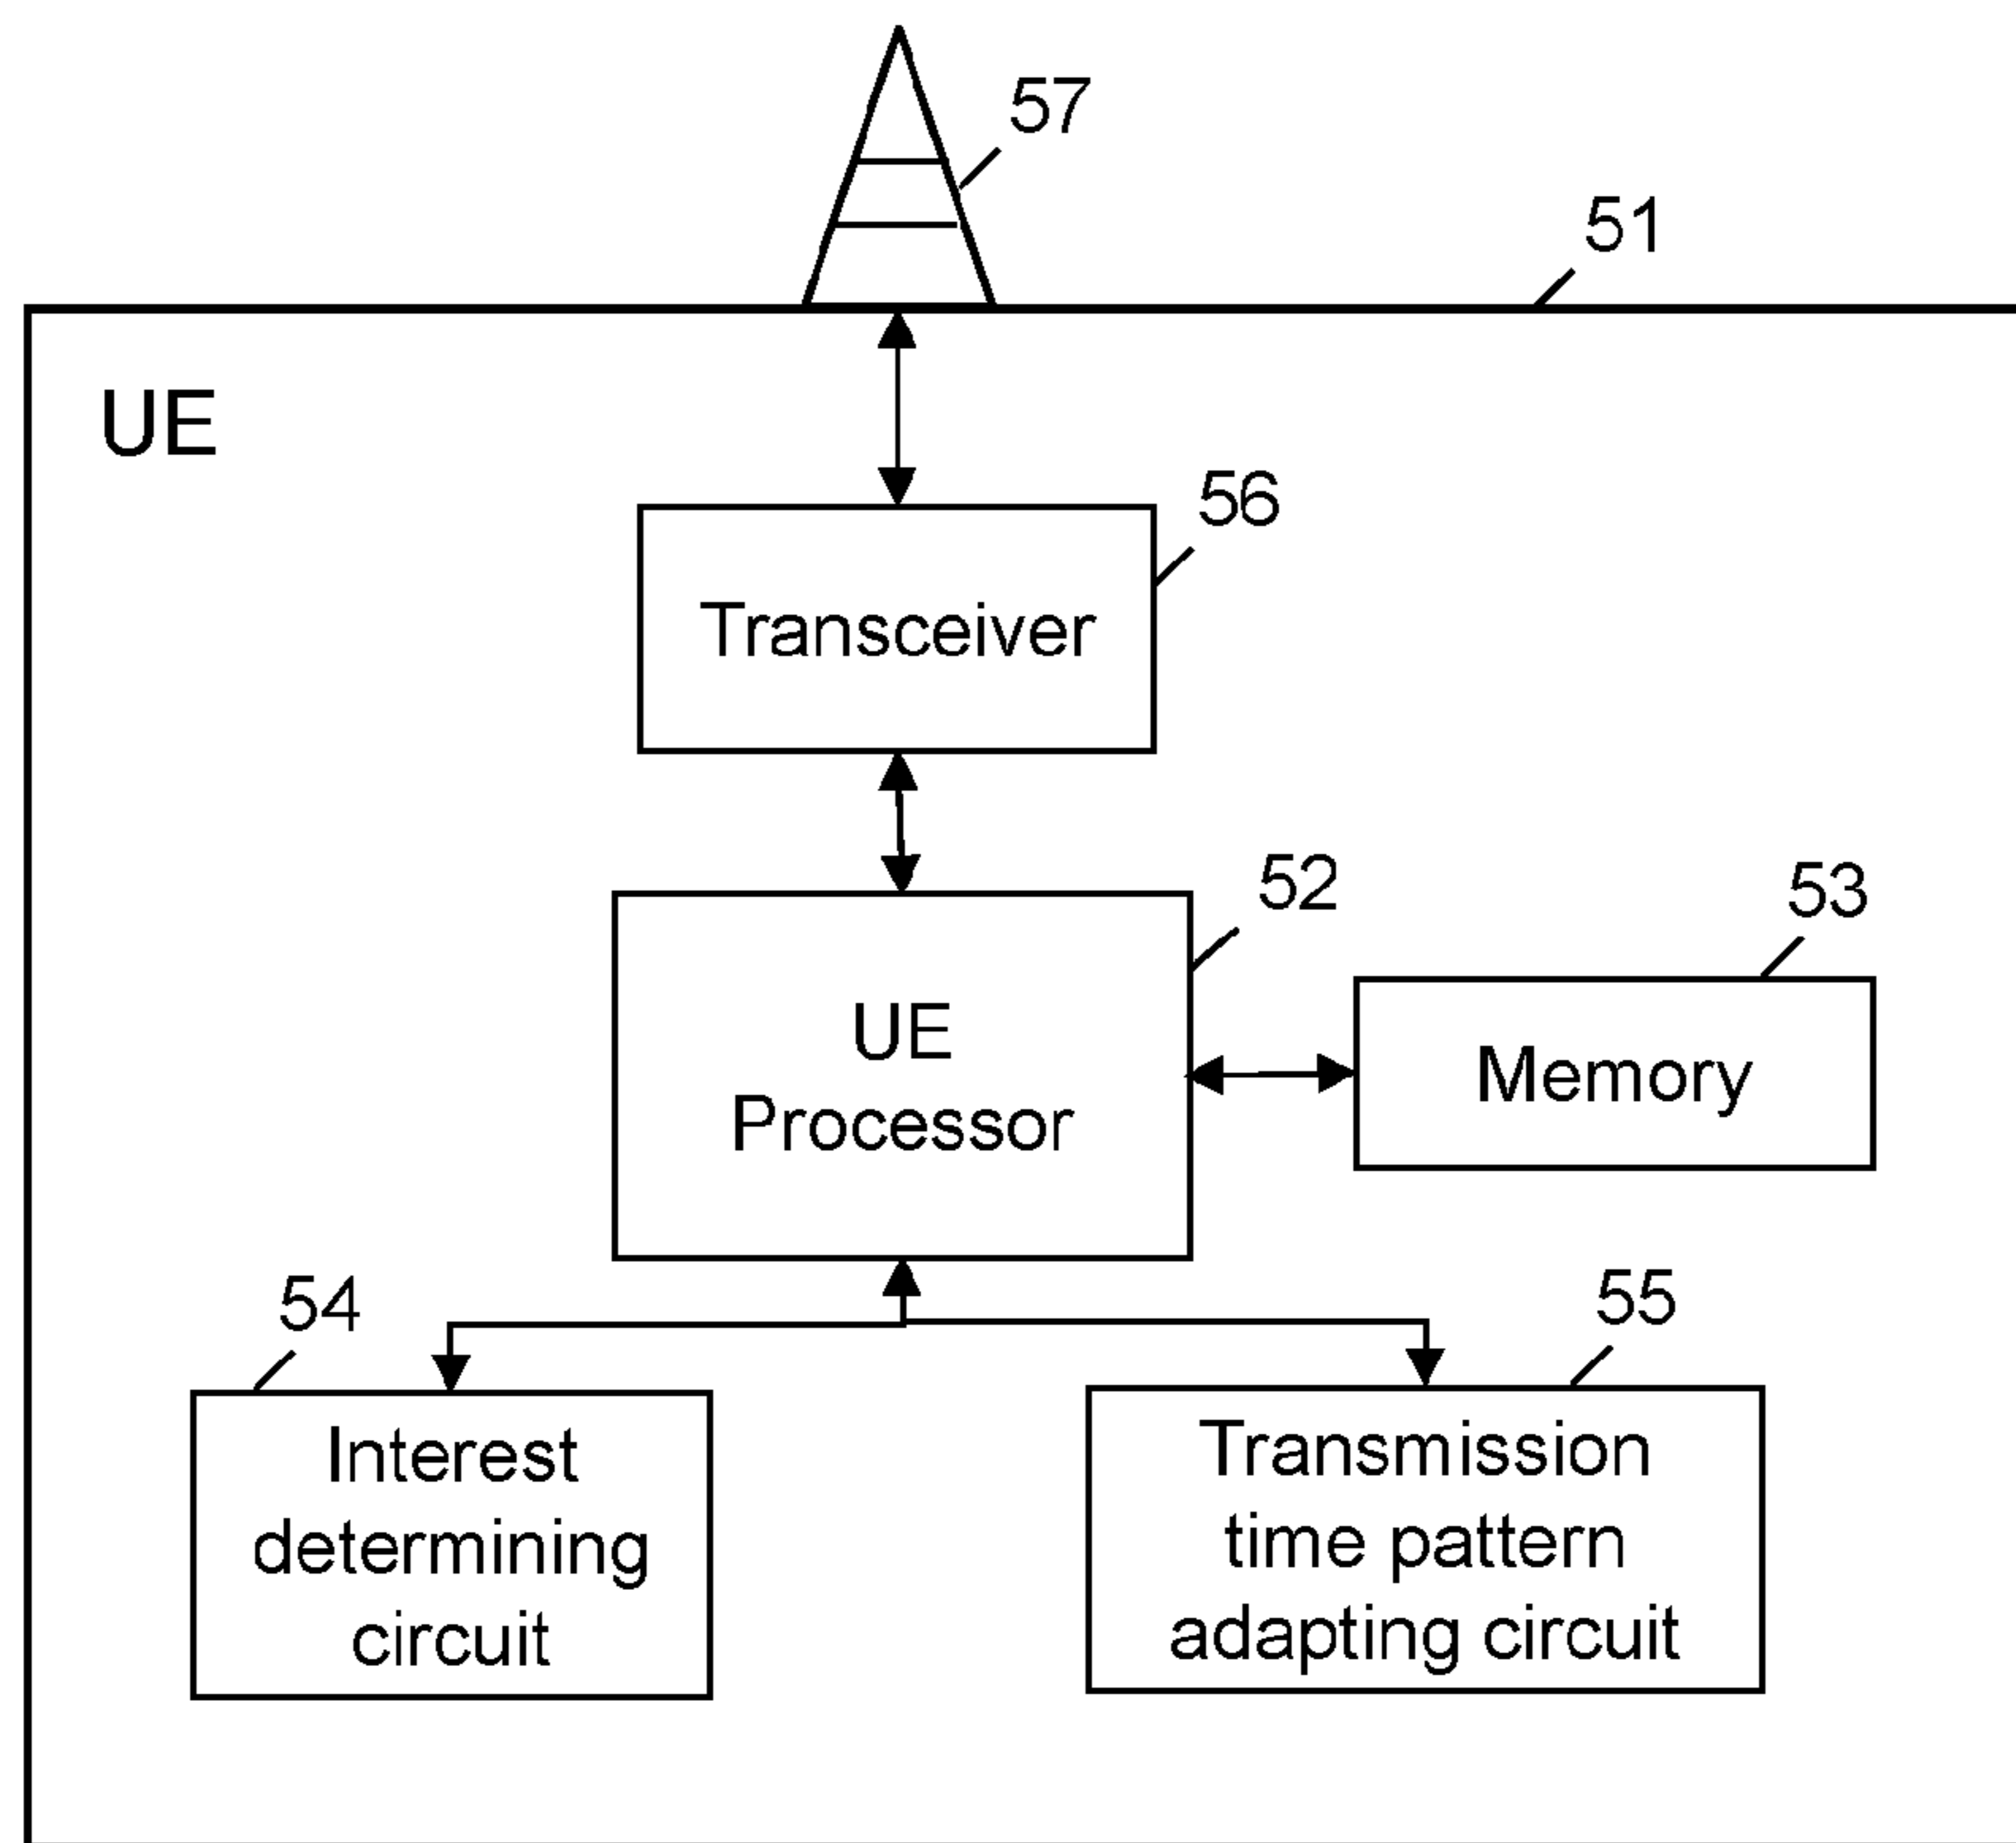 57
51
UE
56
Transceiver
52
53
UE
Processor
Memory
54
55
Interest
determining
circuit
Transmission
time pattern
adapting circuit